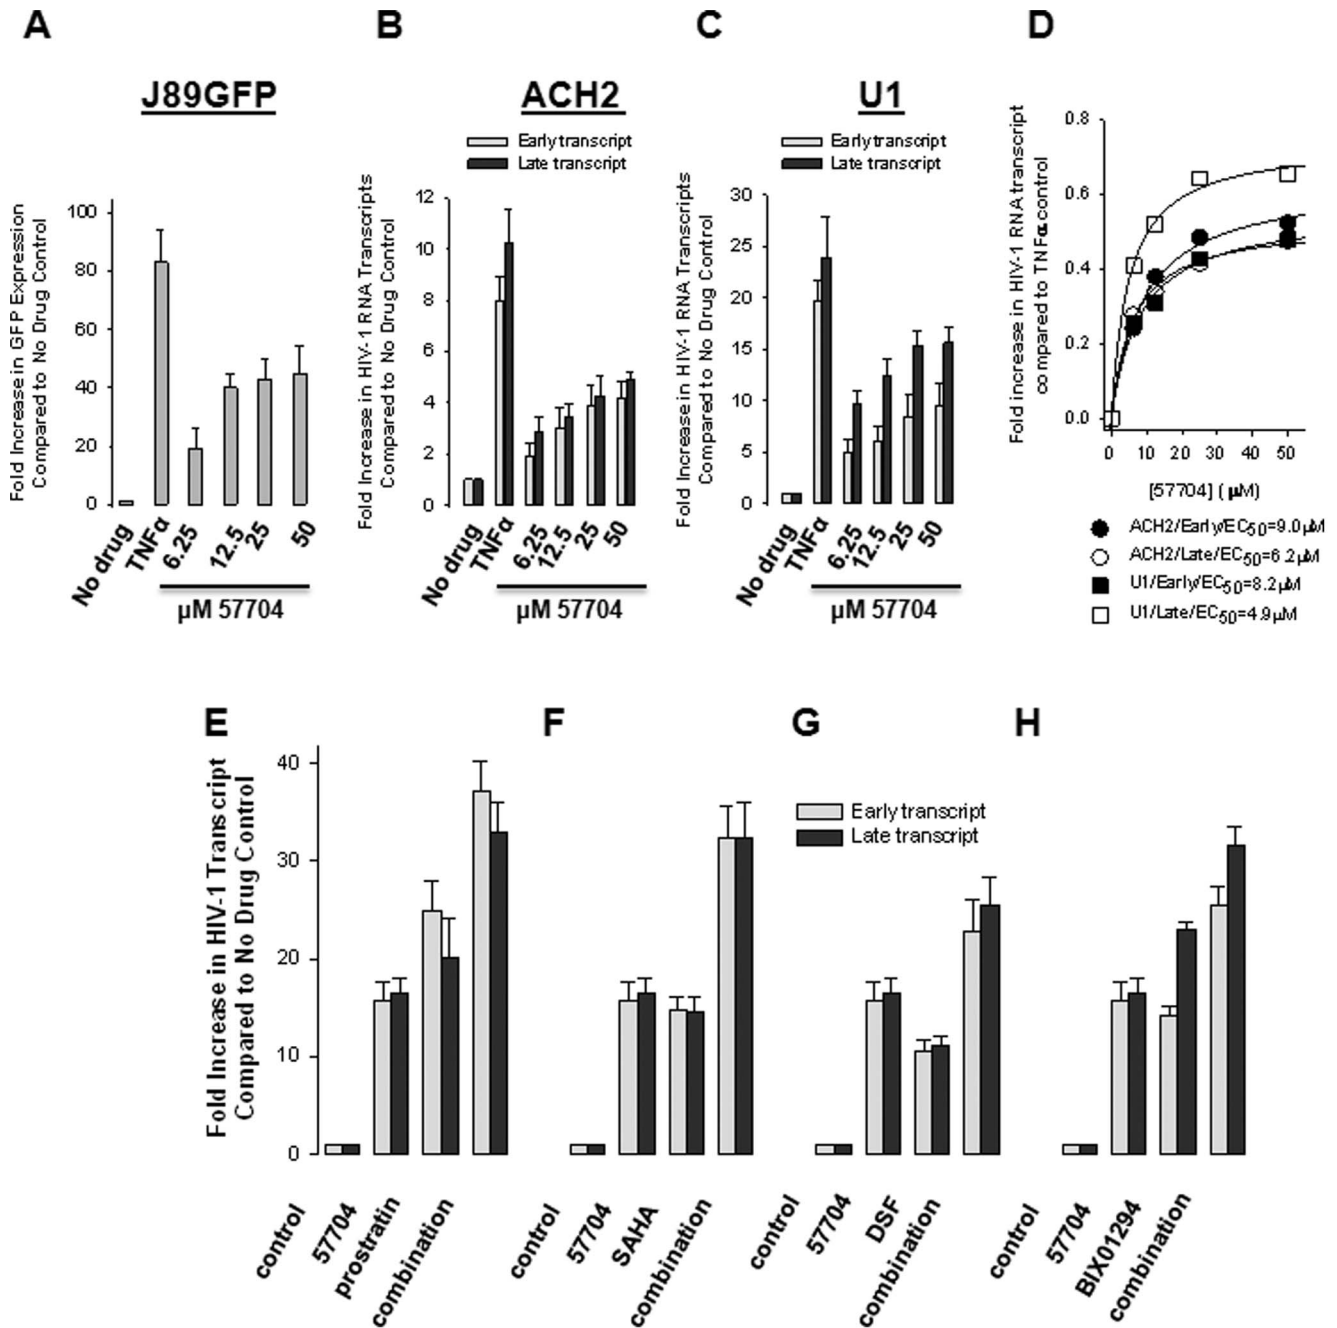 A
B
C
D
J89GFP
ACH2
U1
Early transcript
Late transcript
Early transcript
Late transcript
Fold Increase in GFP Expression
Compared to No Drug Control
100
80
60
40
20
0
No drug
TNFα
6.25
12.5
25
50
µM 57704
Fold Increase in HIV-1 RNA Transcripts
Compared to No Drug Control
12
10
8
6
4
2
0
No drug
TNFα
6.25
12.5
25
50
µM 57704
Fold Increase in HIV-1 RNA Transcripts
Compared to No Drug Control
30
25
20
15
10
5
0
No drug
TNFα
6.25
12.5
25
50
µM 57704
Fold increase in HIV-1 RNA transcript
compared to TNFα control
0.8
0.6
0.4
0.2
0.0
0 10 20 30 40 50
[57704] ( µM)
ACH2/Early/EC50=9.0µM
ACH2/Late/EC50=6.2µM
U1/Early/EC50=8.2µM
U1/Late/EC50=4.9µM
E
F
G
H
Fold Increase in HIV-1 Transcript
Compared to No Drug Control
40
30
20
10
0
Early transcript
Late transcript
control
57704
prostratin
combination
control
57704
SAHA
combination
control
57704
DSF
combination
control
57704
BIX01294
combination